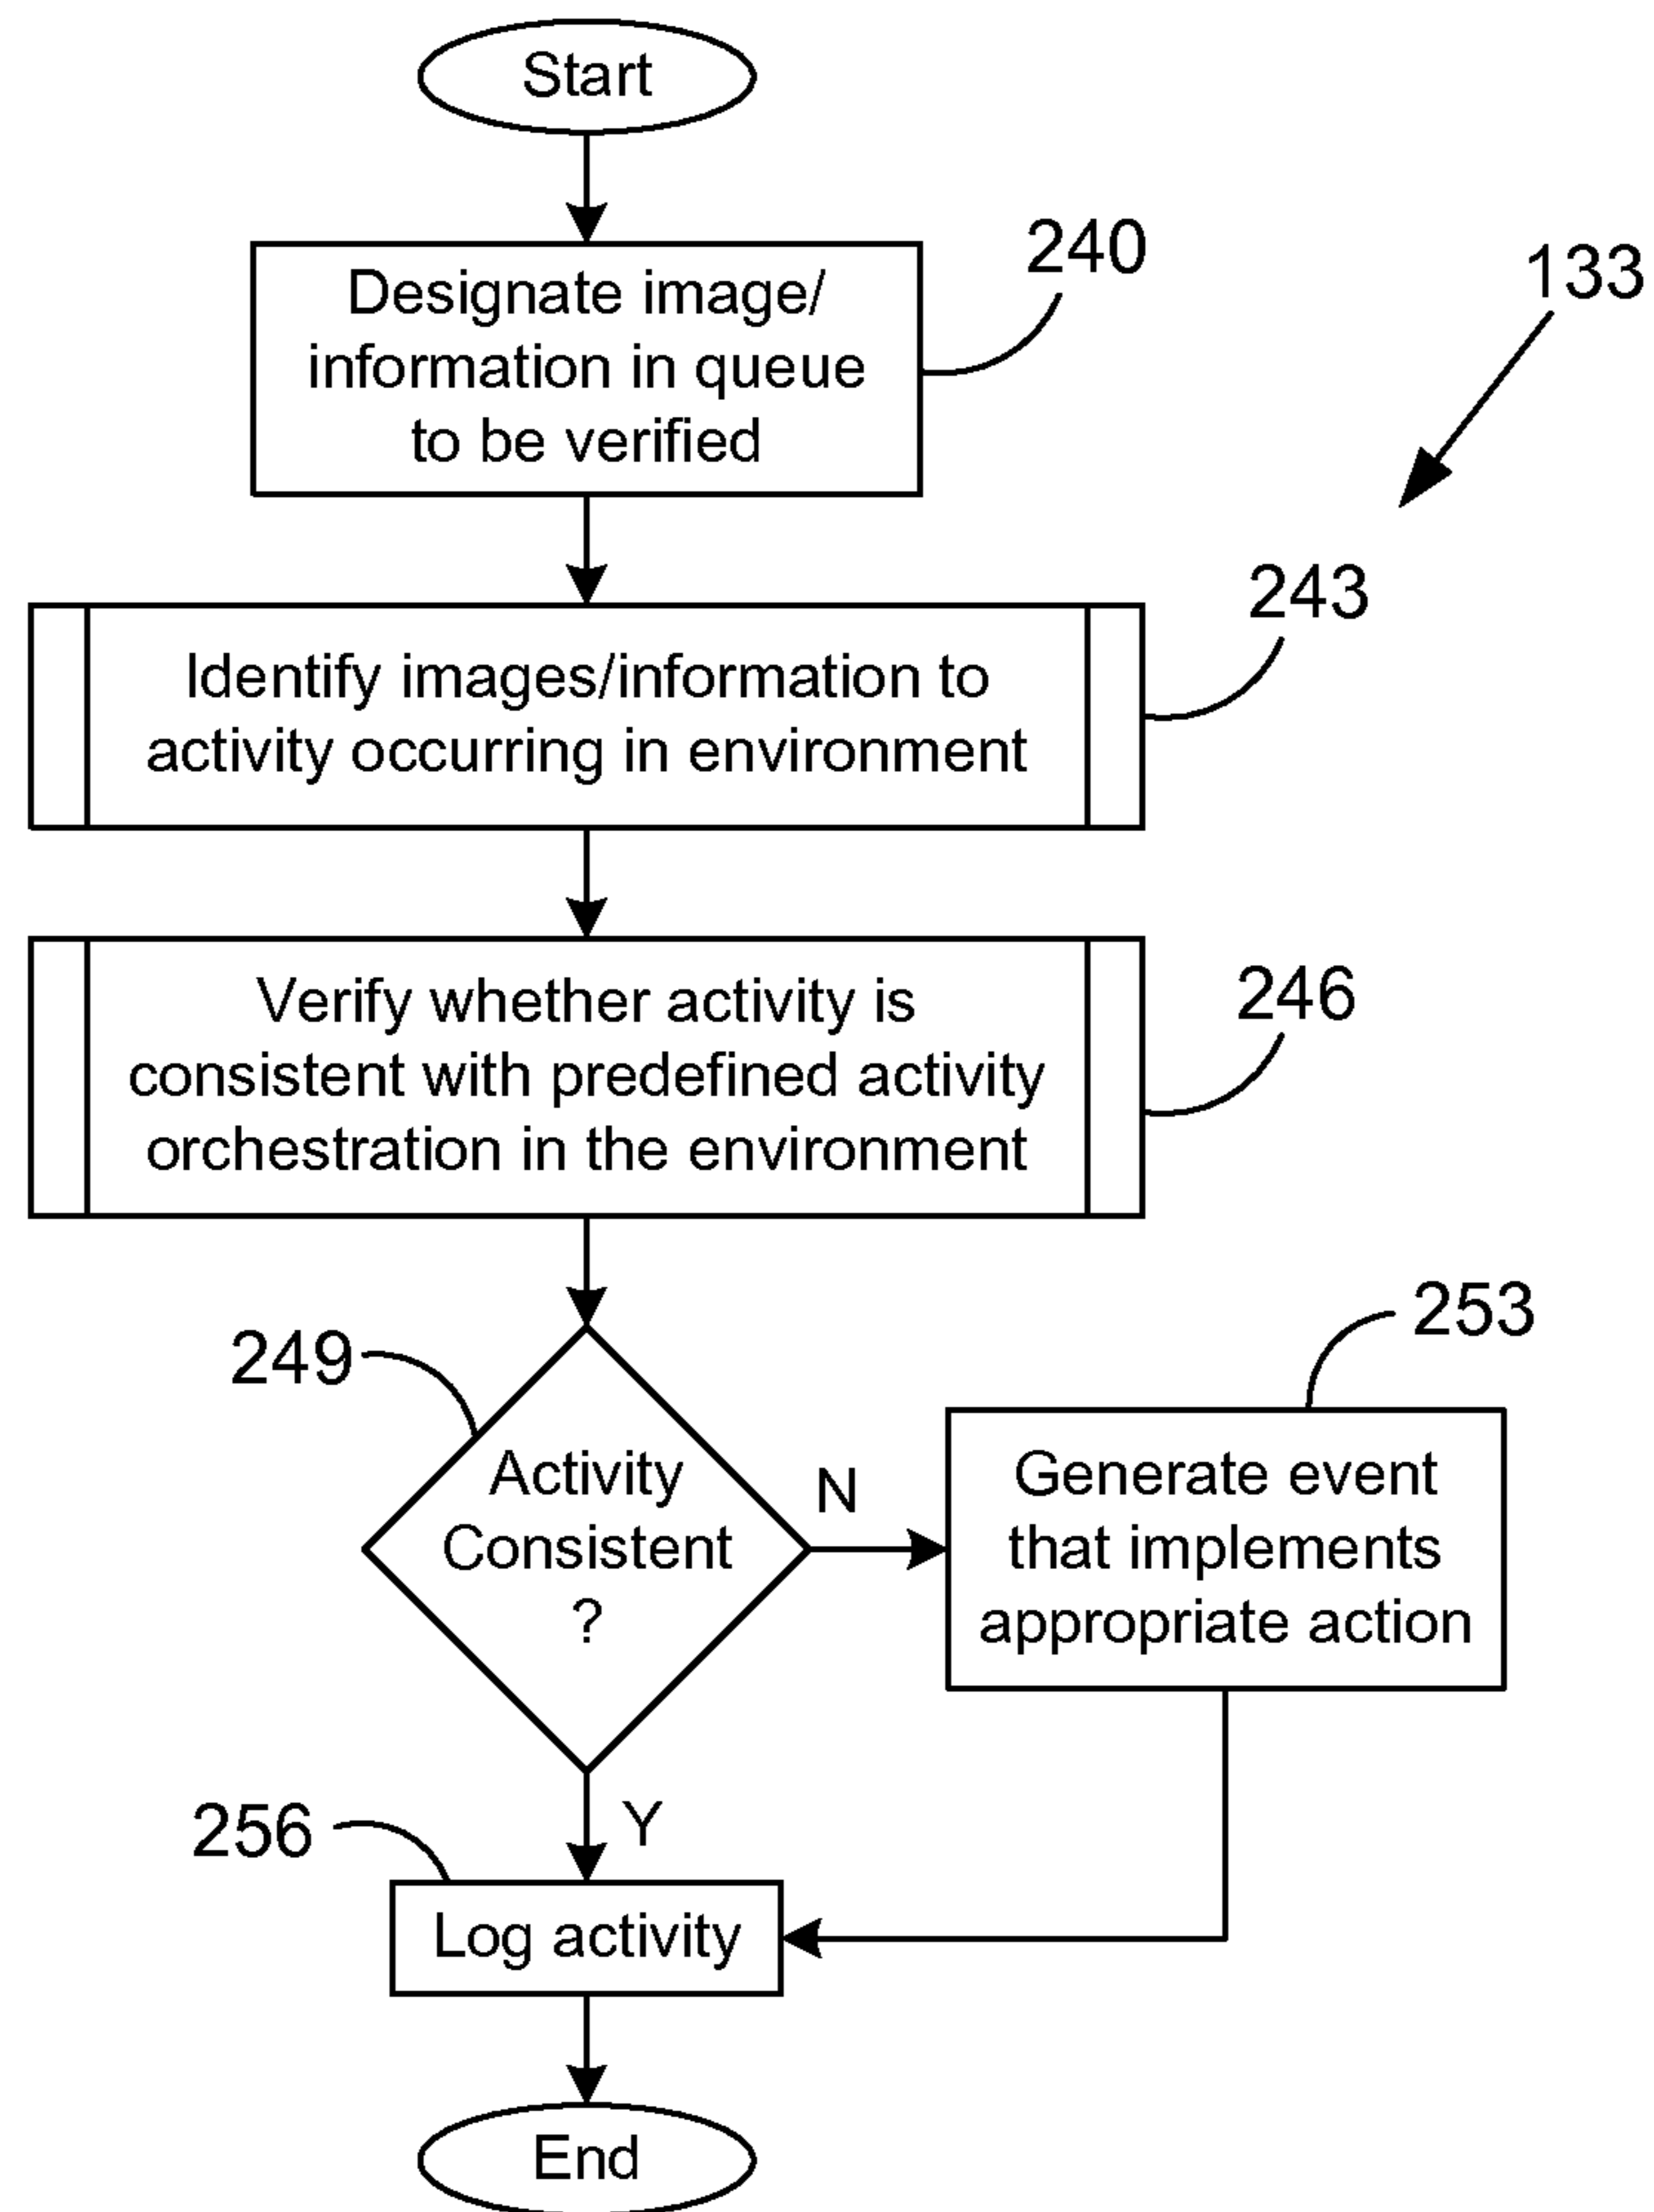 Start
Designate image/
information in queue
to be verified
240
133
Identify images/information to
activity occurring in environment
243
Verify whether activity is
consistent with predefined activity
orchestration in the environment
246
249
Activity
Consistent
?
N
253
Generate event
that implements
appropriate action
Y
256
Log activity
End